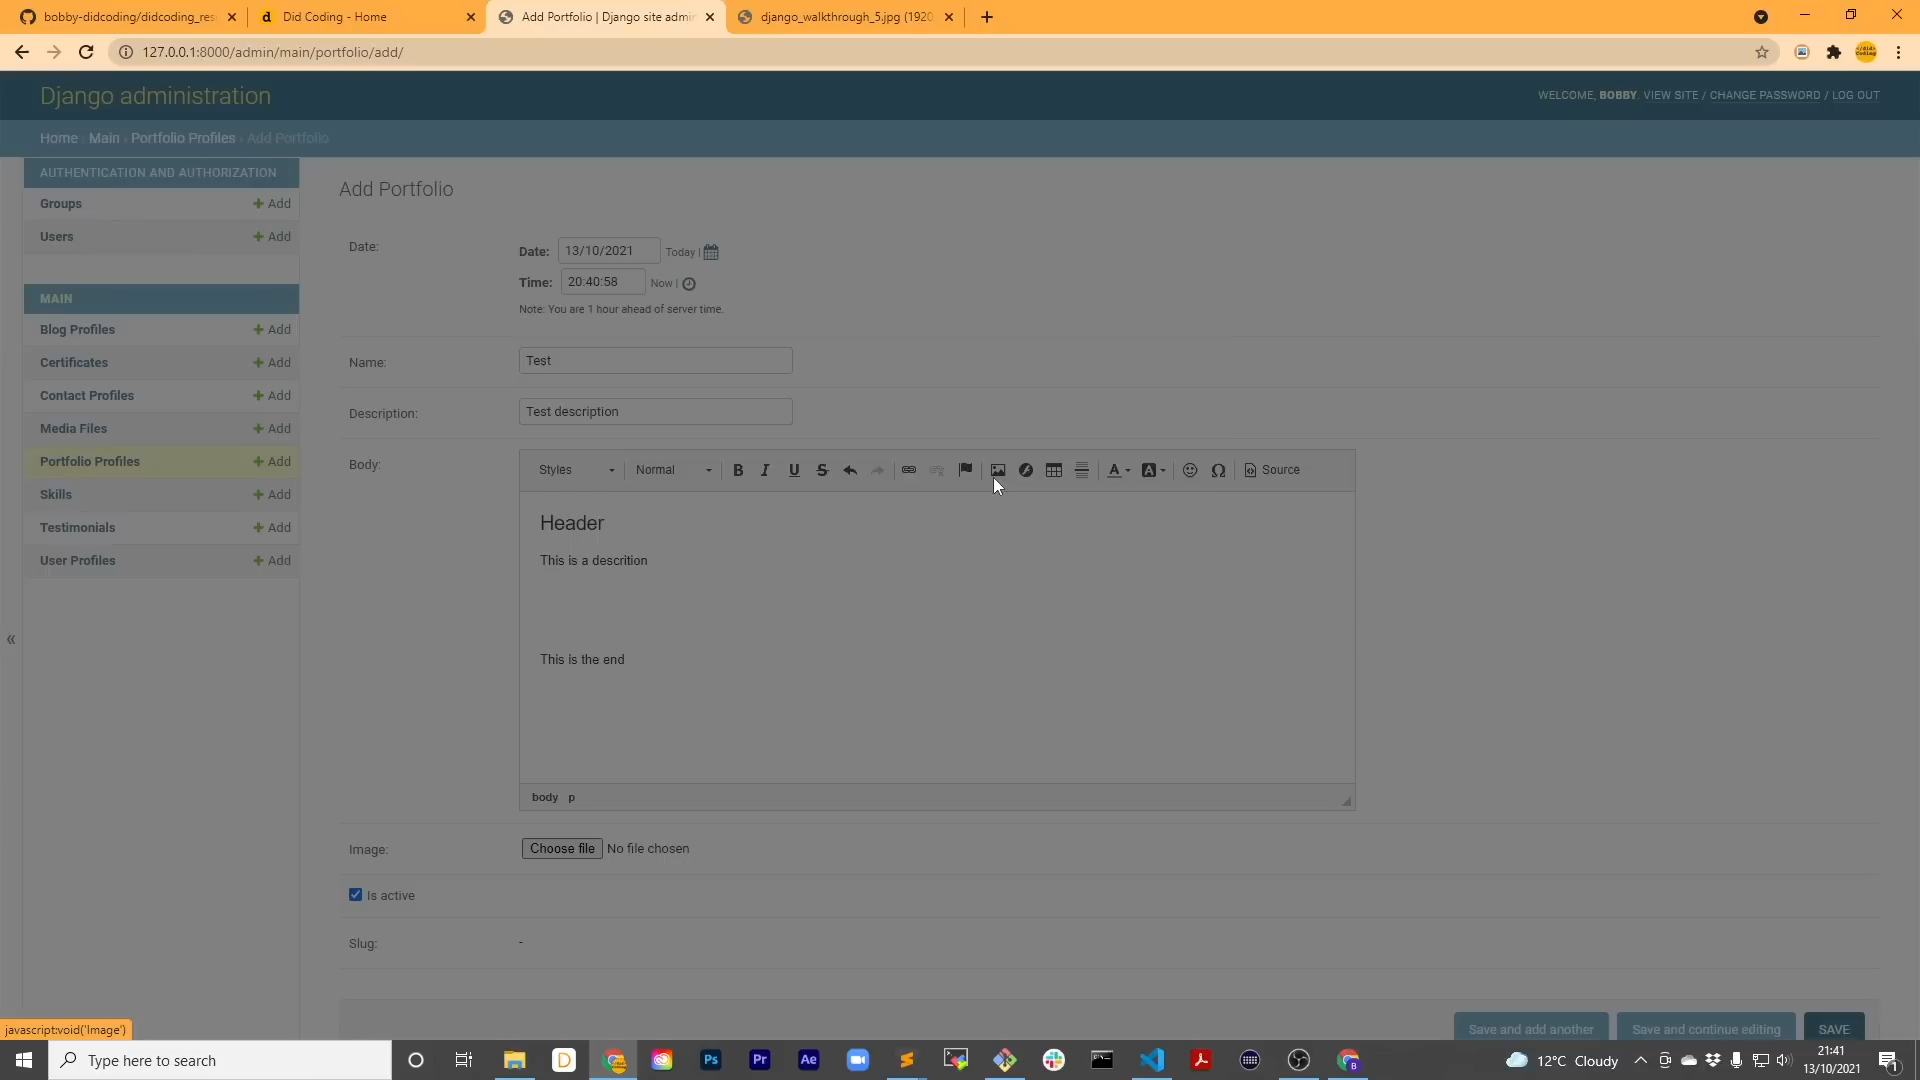 bobby-didcoding/didcoding_res
Did Coding - Home
Add Portfolio | Django site admin
django_walkthrough_5.jpg (1920
127.0.0.1:8000/admin/main/portfolio/add/
Django administration
WELCOME, BOBBY. VIEW SITE / CHANGE PASSWORD / LOG OUT
Home › Main › Portfolio Profiles › Add Portfolio
AUTHENTICATION AND AUTHORIZATION
Groups Add
Users Add
MAIN
Blog Profiles Add
Certificates Add
Contact Profiles Add
Media Files Add
Portfolio Profiles Add
Skills Add
Testimonials Add
User Profiles Add
«
Add Portfolio
Date: Date: 13/10/2021 Today |
Time: 20:40:58 Now |
Note: You are 1 hour ahead of server time.
Name: Test
Description: Test description
Body: Styles Normal B I U S A A Ω Source
Header
This is a descrition
This is the end
body p
Image: Choose file No file chosen
Is active
Slug: -
Save and add another Save and continue editing SAVE
javascript:void('Image')
Type here to search
D Ps Pr Ae B
12°C Cloudy
21:41
13/10/2021
1